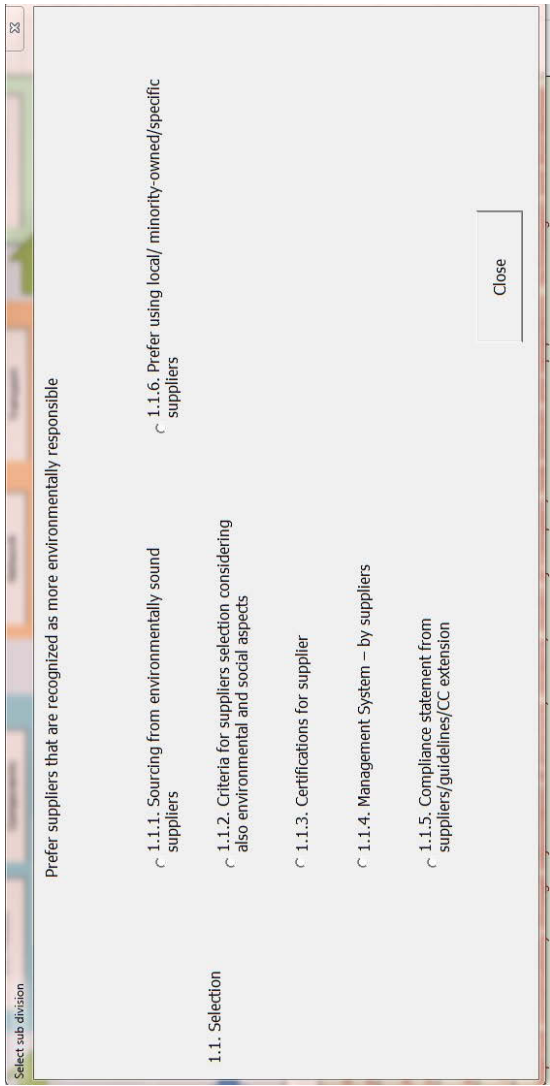 Select sub division
Prefer suppliers that are recognized as more environmentally responsible
1.1. Selection
1.1.1. Sourcing from environmentally sound
suppliers
1.1.2. Criteria for suppliers selection considering
also environmental and social aspects
1.1.3. Certifications for supplier
1.1.4. Management System – by suppliers
1.1.5. Compliance statement from
suppliers/guidelines/CC extension
1.1.6. Prefer using local/ minority-owned/specific
suppliers
Close